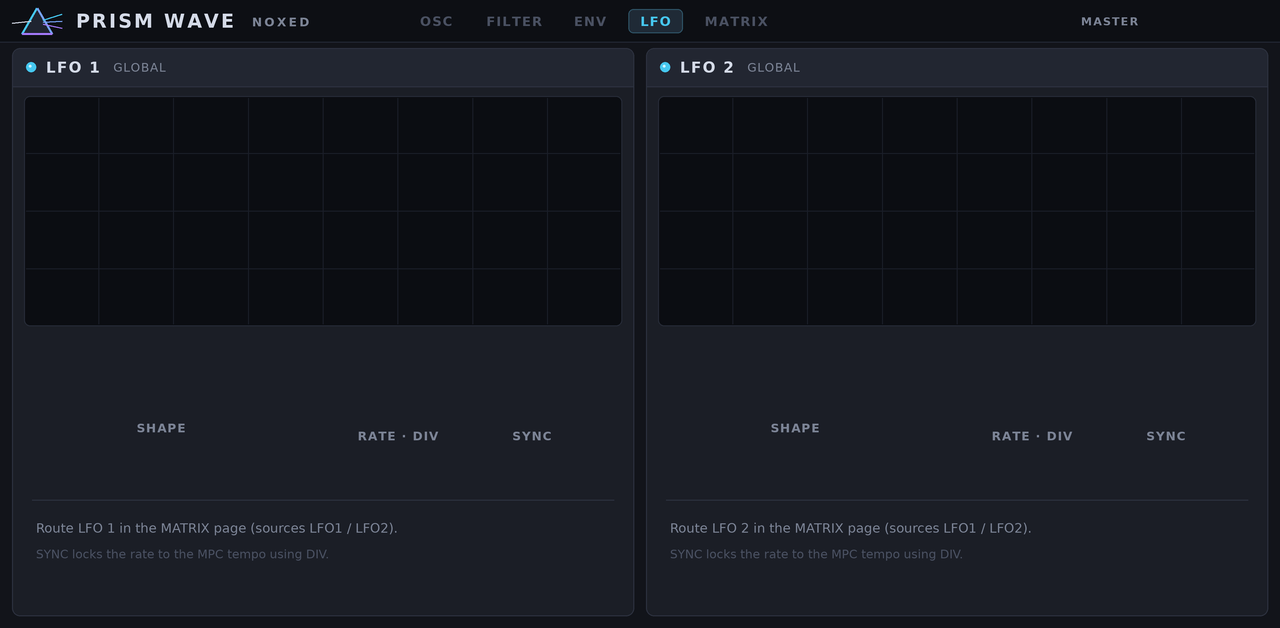 PRISM WAVE NOXED OSC FILTER ENV LFO MATRIX MASTER
LFO 1 GLOBAL
SHAPE
RATE · DIV
SYNC
Route LFO 1 in the MATRIX page (sources LFO1 / LFO2).
SYNC locks the rate to the MPC tempo using DIV.
LFO 2 GLOBAL
SHAPE
RATE · DIV
SYNC
Route LFO 2 in the MATRIX page (sources LFO1 / LFO2).
SYNC locks the rate to the MPC tempo using DIV.